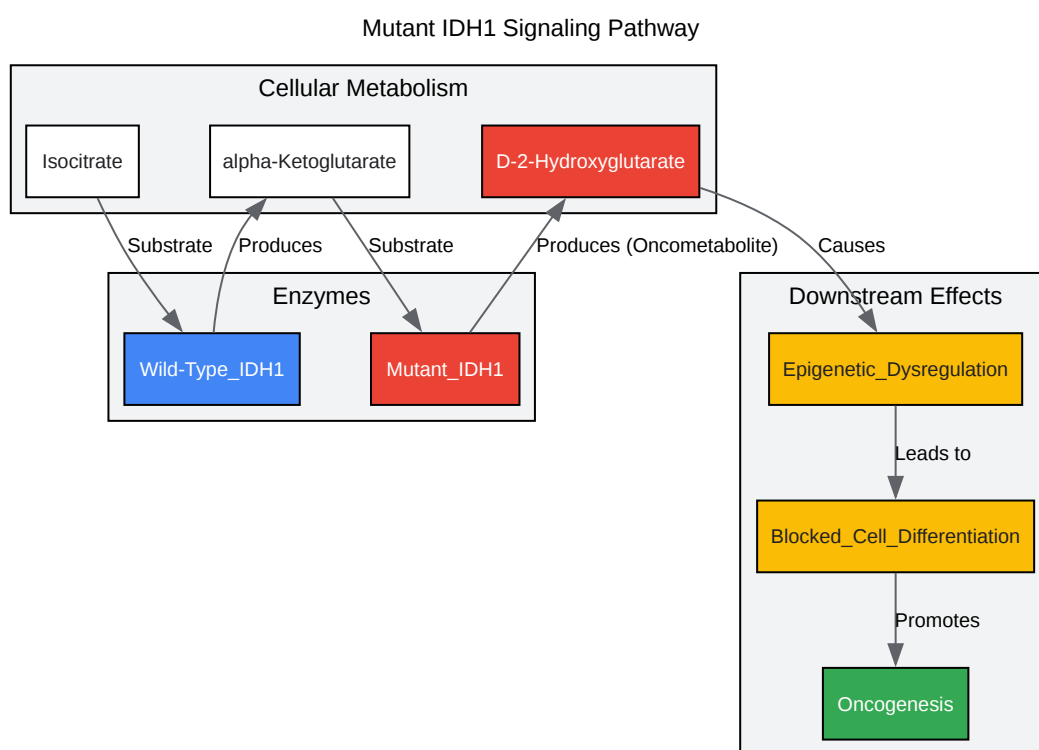 Mutant IDH1 Signaling Pathway
Cellular Metabolism
Isocitrate
alpha-Ketoglutarate
D-2-Hydroxyglutarate
Substrate
Produces
Substrate
Produces (Oncometabolite)
Causes
Enzymes
Downstream Effects
Wild-Type_IDH1
Mutant_IDH1
Epigenetic_Dysregulation
Leads to
Blocked_Cell_Differentiation
Promotes
Oncogenesis